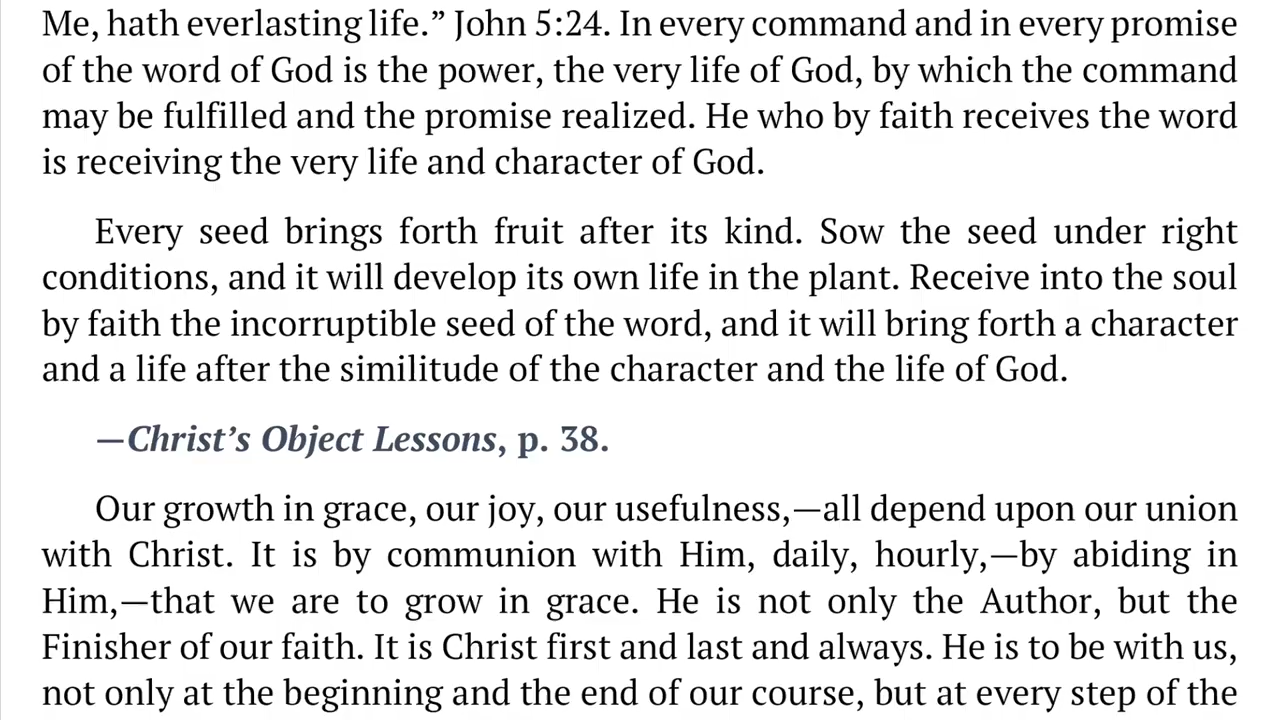 Me, hath everlasting life.” John 5:24. In every command and in every promise
of the word of God is the power, the very life of God, by which the command
may be fulfilled and the promise realized. He who by faith receives the word
is receiving the very life and character of God.
Every seed brings forth fruit after its kind. Sow the seed under right
conditions, and it will develop its own life in the plant. Receive into the soul
by faith the incorruptible seed of the word, and it will bring forth a character
and a life after the similitude of the character and the life of God.
—Christ’s Object Lessons, p. 38.
Our growth in grace, our joy, our usefulness,—all depend upon our union
with Christ. It is by communion with Him, daily, hourly,—by abiding in
Him,—that we are to grow in grace. He is not only the Author, but the
Finisher of our faith. It is Christ first and last and always. He is to be with us,
not only at the beginning and the end of our course, but at every step of the